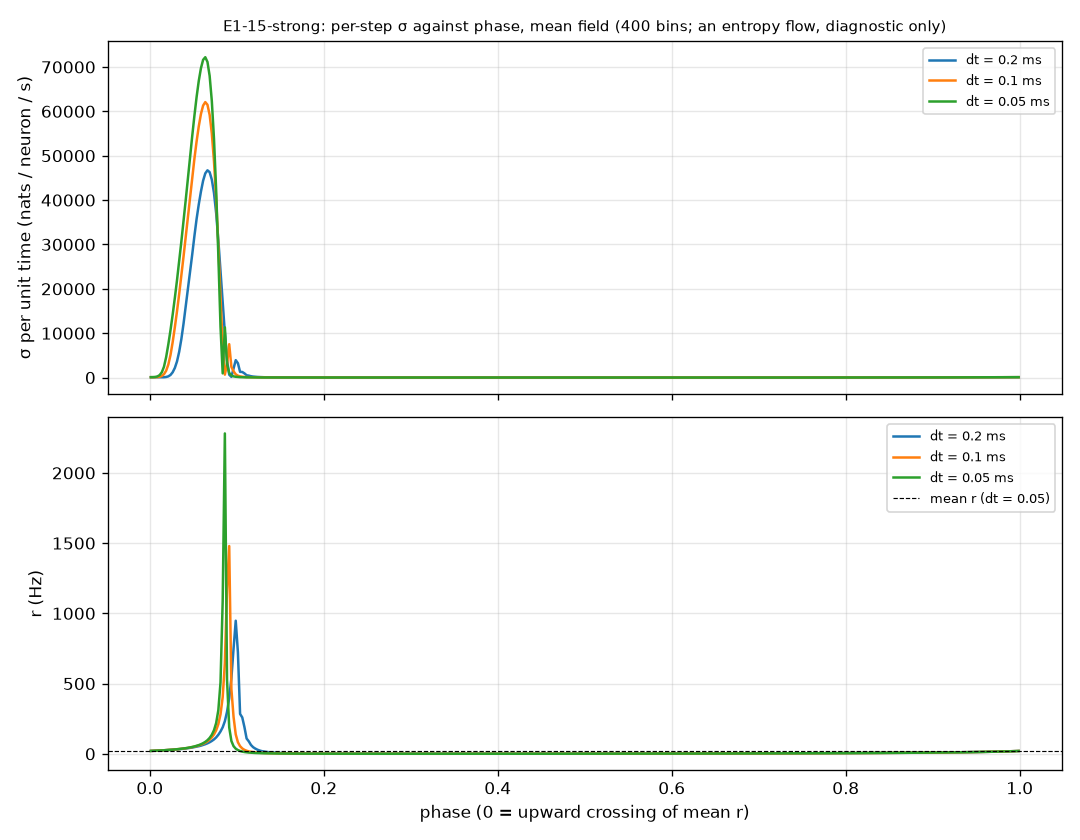 E1-15-strong: per-step σ against phase, mean field (400 bins; an entropy flow, diagnostic only)
σ per unit time (nats / neuron / s)
70000
60000
50000
40000
30000
20000
10000
0
dt = 0.2 ms
dt = 0.1 ms
dt = 0.05 ms
r (Hz)
2000
1500
1000
500
0
dt = 0.2 ms
dt = 0.1 ms
dt = 0.05 ms
mean r (dt = 0.05)
0.0 0.2 0.4 0.6 0.8 1.0
phase (0 = upward crossing of mean r)